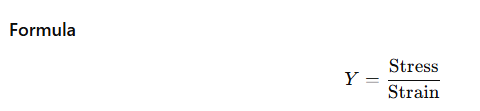 Formula
Y = Stress / Strain